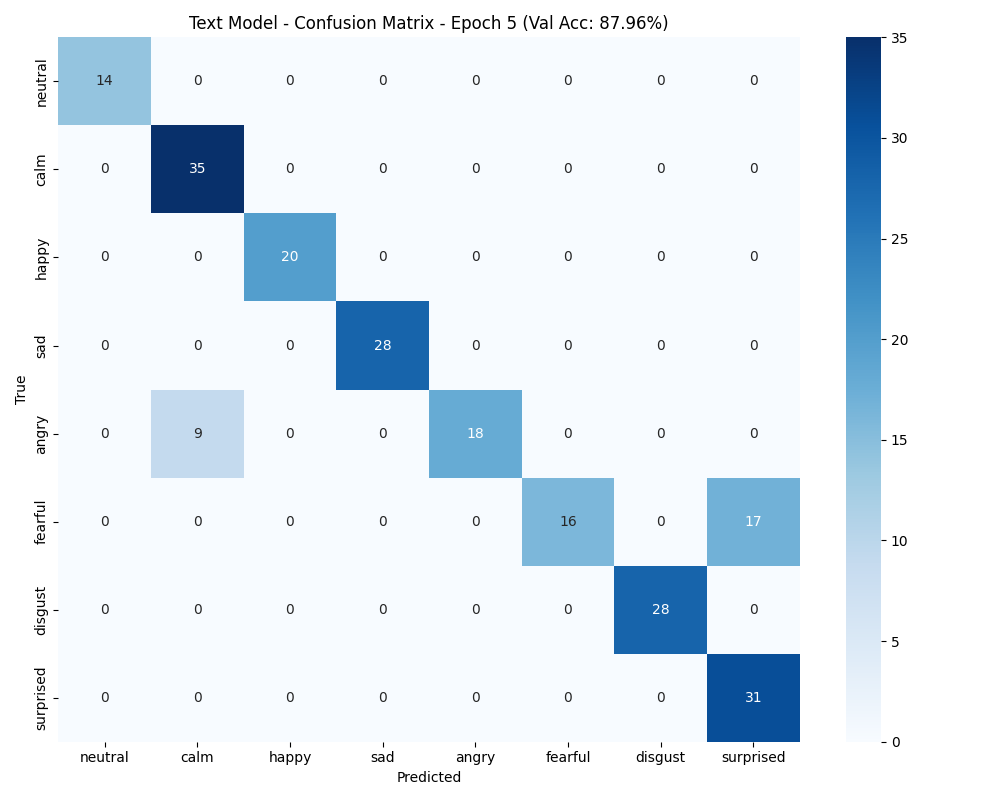 Text Model - Confusion Matrix - Epoch 5 (Val Acc: 87.96%)
neutral 14 0 0 0 0 0 0 0
calm 0 35 0 0 0 0 0 0
happy 0 0 20 0 0 0 0 0
sad 0 0 0 28 0 0 0 0
True
angry 0 9 0 0 18 0 0 0
fearful 0 0 0 0 0 16 0 17
disgust 0 0 0 0 0 0 28 0
surprised 0 0 0 0 0 0 0 31
neutral calm happy sad angry fearful disgust surprised
Predicted
35
30
25
20
15
10
5
0